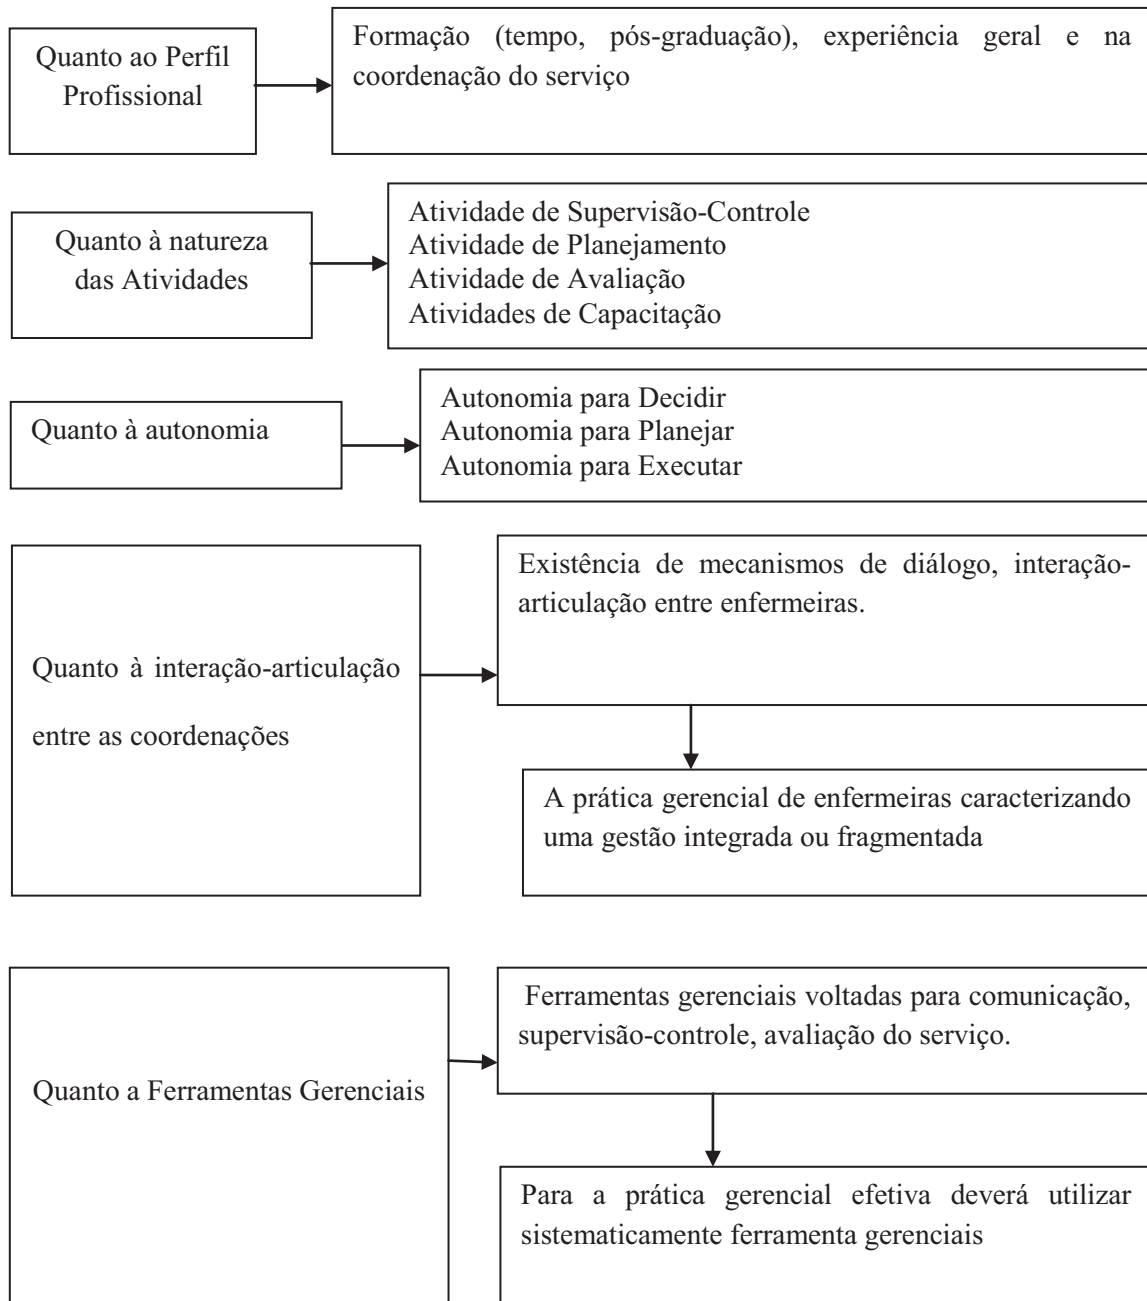 Quanto ao Perfil
Profissional
Formação (tempo, pós-graduação), experiência geral e na
coordenação do serviço
Quanto à natureza
das Atividades
Atividade de Supervisão-Controle
Atividade de Planejamento
Atividade de Avaliação
Atividades de Capacitação
Quanto à autonomia
Autonomia para Decidir
Autonomia para Planejar
Autonomia para Executar
Quanto à interação-articulação
entre as coordenações
Existência de mecanismos de diálogo, interação-
articulação entre enfermeiras.
A prática gerencial de enfermeiras caracterizando
uma gestão integrada ou fragmentada
Quanto a Ferramentas Gerenciais
Ferramentas gerenciais voltadas para comunicação,
supervisão-controle, avaliação do serviço.
Para a prática gerencial efetiva deverá utilizar
sistematicamente ferramenta gerenciais